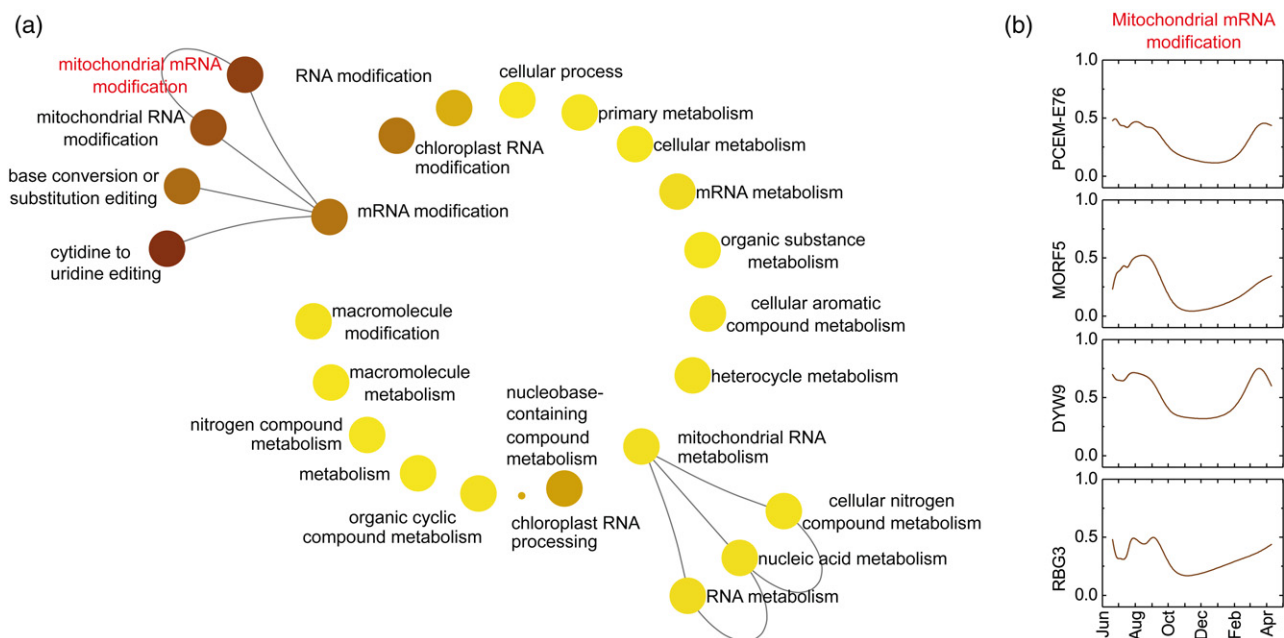 (a)
mitochondrial mRNA
modification
mitochondrial RNA
modification
base conversion or
substitution editing
cytidine to
uridine editing
mRNA modification
RNA modification
chloroplast RNA
modification
cellular process
primary metabolism
cellular metabolism
mRNA metabolism
organic substance
metabolism
cellular aromatic
compound metabolism
heterocycle metabolism
macromolecule
modification
macromolecule
metabolism
nitrogen compound
metabolism
metabolism
organic cyclic
compound metabolism
nucleobase-
containing
compound
metabolism
chloroplast RNA
processing
mitochondrial RNA
metabolism
cellular nitrogen
compound metabolism
nucleic acid metabolism
RNA metabolism
(b)
Mitochondrial mRNA
modification
PCEM-E76
1.0
0.5
0.0
MORF5
1.0
0.5
0.0
DYW9
1.0
0.5
0.0
RBG3
1.0
0.5
0.0
Jun
Aug
Oct
Dec
Feb
Apr